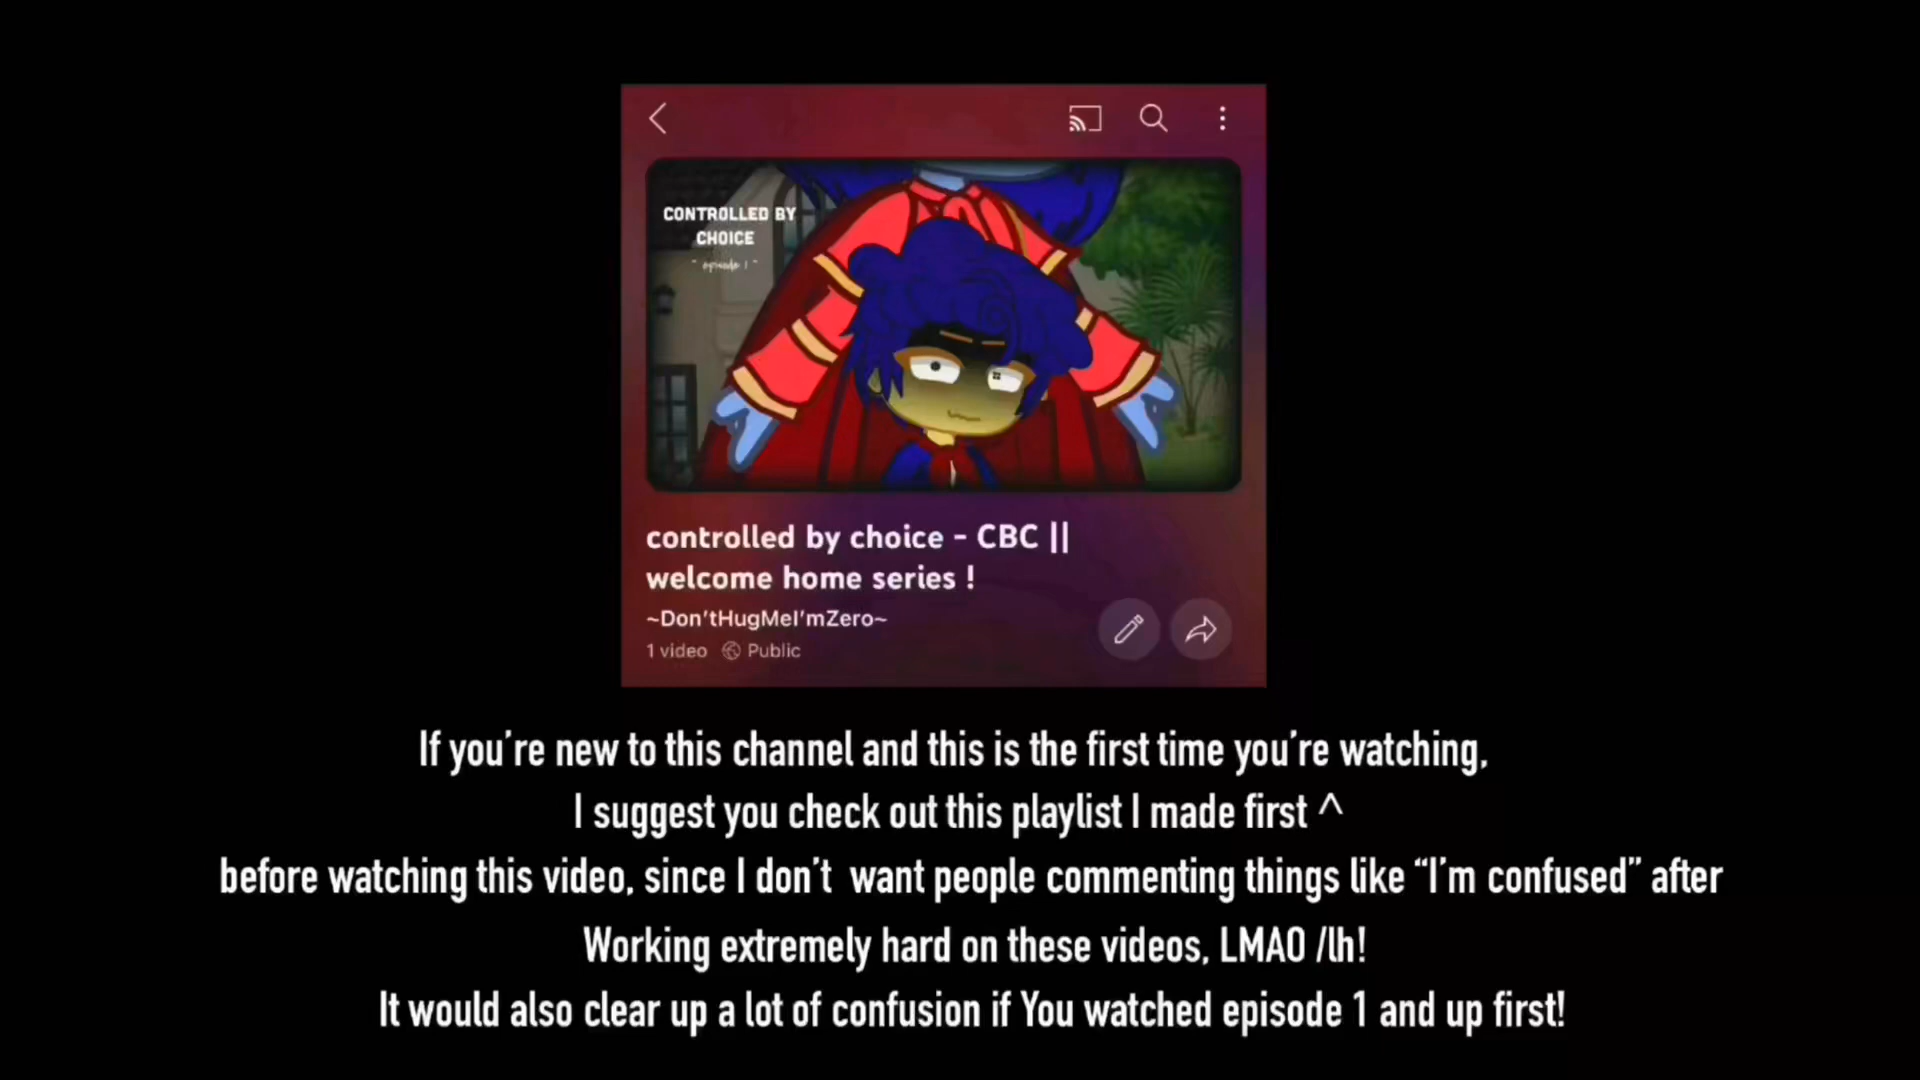 CONTROLLED BY
CHOICE
~ episode 1 ~
controlled by choice - CBC ||
welcome home series !
~Don'tHugMeI'mZero~
1 video Public
If you're new to this channel and this is the first time you're watching,
I suggest you check out this playlist I made first ^
before watching this video, since I don't want people commenting things like “I'm confused” after
Working extremely hard on these videos, LMAO /lh!
It would also clear up a lot of confusion if You watched episode 1 and up first!